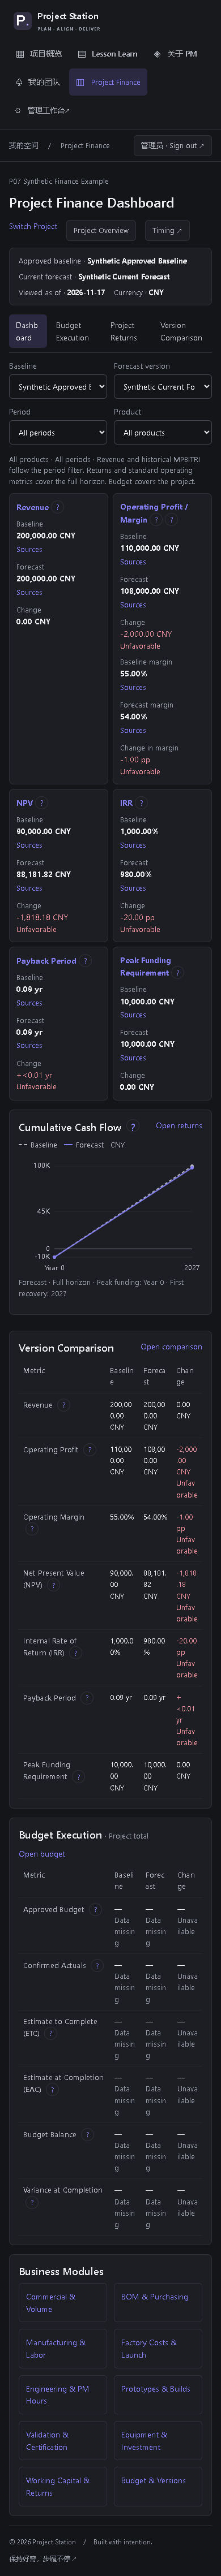 P. Project Station
PLAN · ALIGN · DELIVER
项目概览 Lesson Learn 关于 PM
我的团队 Project Finance
管理工作台↗
我的空间 / Project Finance 管理员 · Sign out ↗
P07 Synthetic Finance Example
Project Finance Dashboard
Switch Project Project Overview Timing ↗
Approved baseline · Synthetic Approved Baseline
Current forecast · Synthetic Current Forecast
Viewed as of · 2026-11-17 Currency · CNY
Dashb
oard
Budget
Execution
Project
Returns
Version
Comparison
Baseline Forecast version
Synthetic Approved E Synthetic Current Fo
Period Product
All periods All products
All products · All periods · Revenue and historical MPBITRI
follow the period filter. Returns and standard operating
metrics cover the full horizon. Budget covers the project.
Revenue ?
Baseline
200,000.00 CNY
Sources
Forecast
200,000.00 CNY
Sources
Change
0.00 CNY
Operating Profit /
Margin ? ?
Baseline
110,000.00 CNY
Sources
Forecast
108,000.00 CNY
Sources
Change
-2,000.00 CNY
Unfavorable
Baseline margin
55.00%
Sources
Forecast margin
54.00%
Sources
Change in margin
-1.00 pp
Unfavorable
NPV ?
Baseline
90,000.00 CNY
Sources
Forecast
88,181.82 CNY
Sources
Change
-1,818.18 CNY
Unfavorable
IRR ?
Baseline
1,000.00%
Sources
Forecast
980.00%
Sources
Change
-20.00 pp
Unfavorable
Payback Period ?
Baseline
0.09 yr
Sources
Forecast
0.09 yr
Sources
Change
+<0.01 yr
Unfavorable
Peak Funding
Requirement ?
Baseline
10,000.00 CNY
Sources
Forecast
10,000.00 CNY
Sources
Change
0.00 CNY
Cumulative Cash Flow ? Open returns
Baseline Forecast CNY
100K
45K
0
-10K
Year 0 2027
Forecast · Full horizon · Peak funding: Year 0 · First
recovery: 2027
Version Comparison Open comparison
Metric
Baselin
e
Foreca
st
Chan
ge
Revenue ?
200,00
0.00
CNY
200,00
0.00
CNY
0.00
CNY
Operating Profit ?
110,00
0.00
CNY
108,00
0.00
CNY
-2,000
.00
CNY
Unfav
orable
Operating Margin
?
55.00%
54.00%
-1.00
pp
Unfav
orable
Net Present Value
(NPV) ?
90,000.
00
CNY
88,181.
82
CNY
-1,818
.18
CNY
Unfav
orable
Internal Rate of
Return (IRR) ?
1,000.0
0%
980.00
%
-20.00
pp
Unfav
orable
Payback Period ?
0.09 yr
0.09 yr
+
<0.01
yr
Unfav
orable
Peak Funding
Requirement ?
10,000.
00
CNY
10,000.
00
CNY
0.00
CNY
Budget Execution · Project total
Open budget
Metric
Baseli
ne
Forec
ast
Chan
ge
Approved Budget ?
—
Data
missin
g
—
Data
missin
g
—
Unava
ilable
Confirmed Actuals ?
—
Data
missin
g
—
Data
missin
g
—
Unava
ilable
Estimate to Complete
(ETC) ?
—
Data
missin
g
—
Data
missin
g
—
Unava
ilable
Estimate at Completion
(EAC) ?
—
Data
missin
g
—
Data
missin
g
—
Unava
ilable
Budget Balance ?
—
Data
missin
g
—
Data
missin
g
—
Unava
ilable
Variance at Completion
?
—
Data
missin
g
—
Data
missin
g
—
Unava
ilable
Business Modules
Commercial &
Volume
BOM & Purchasing
Manufacturing &
Labor
Factory Costs &
Launch
Engineering & PM
Hours
Prototypes & Builds
Validation &
Certification
Equipment &
Investment
Working Capital &
Returns
Budget & Versions
© 2026 Project Station / Built with intention.
保持好奇，步履不停↗